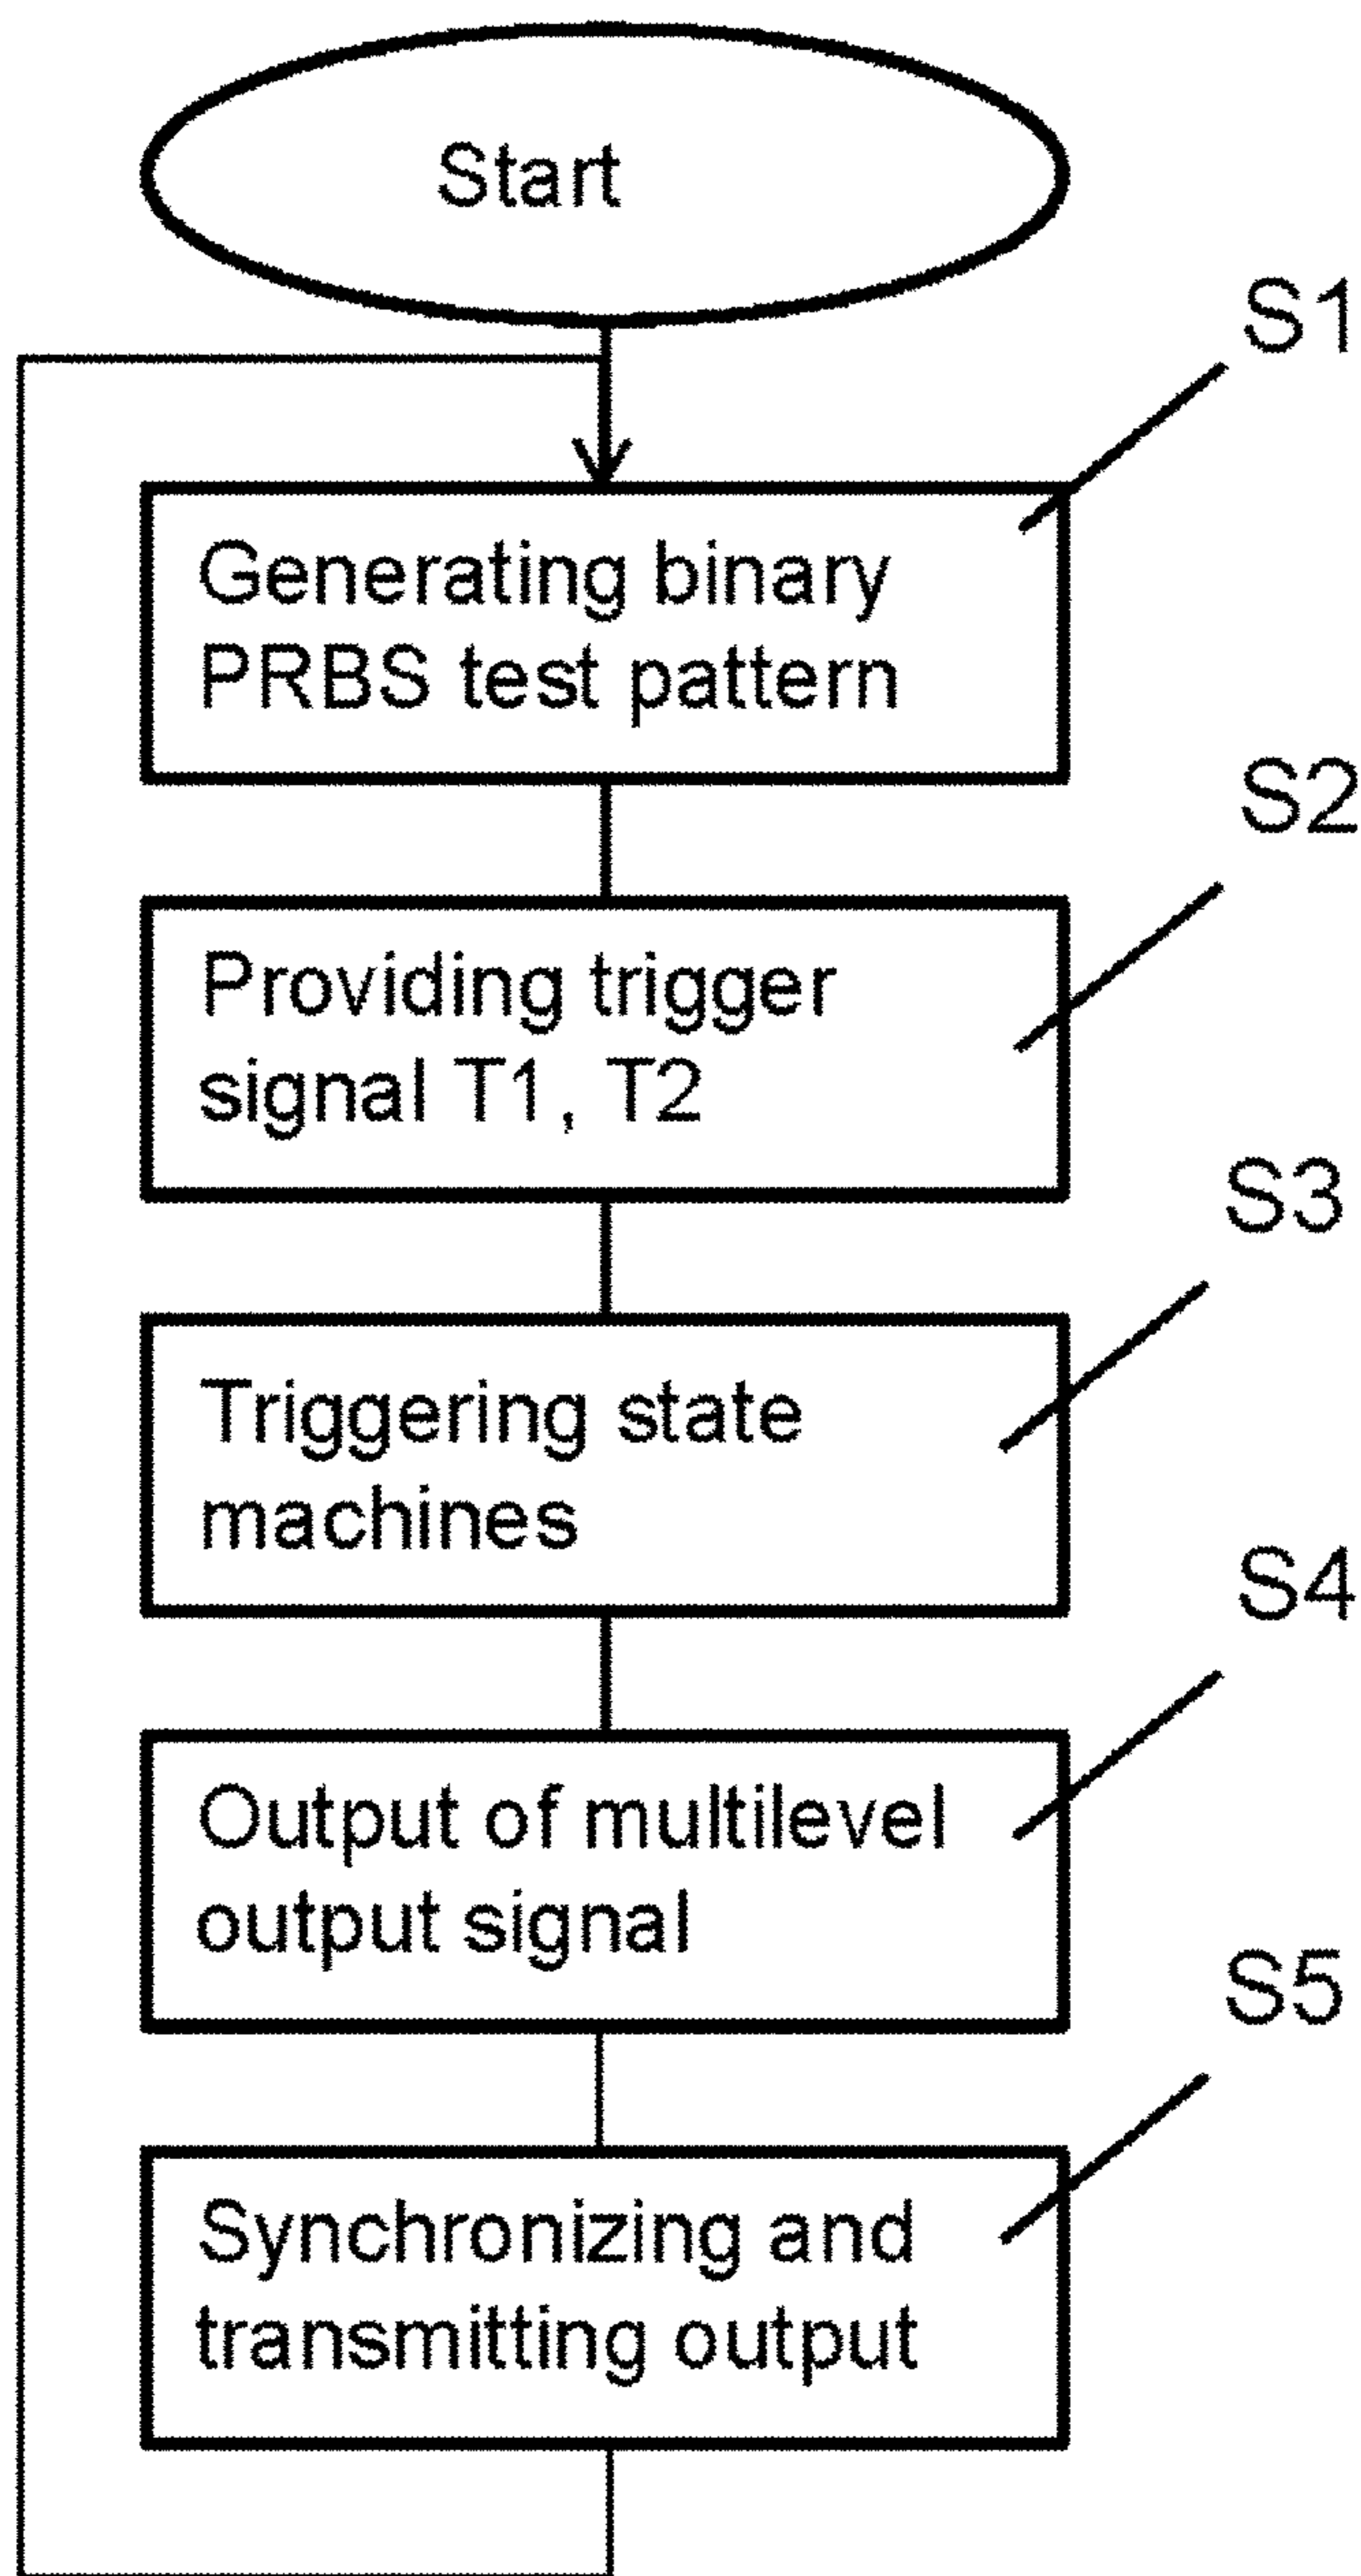 Start
S1
Generating binary
PRBS test pattern
S2
Providing trigger
signal T1, T2
S3
Triggering state
machines
S4
Output of multilevel
output signal
S5
Synchronizing and
transmitting output